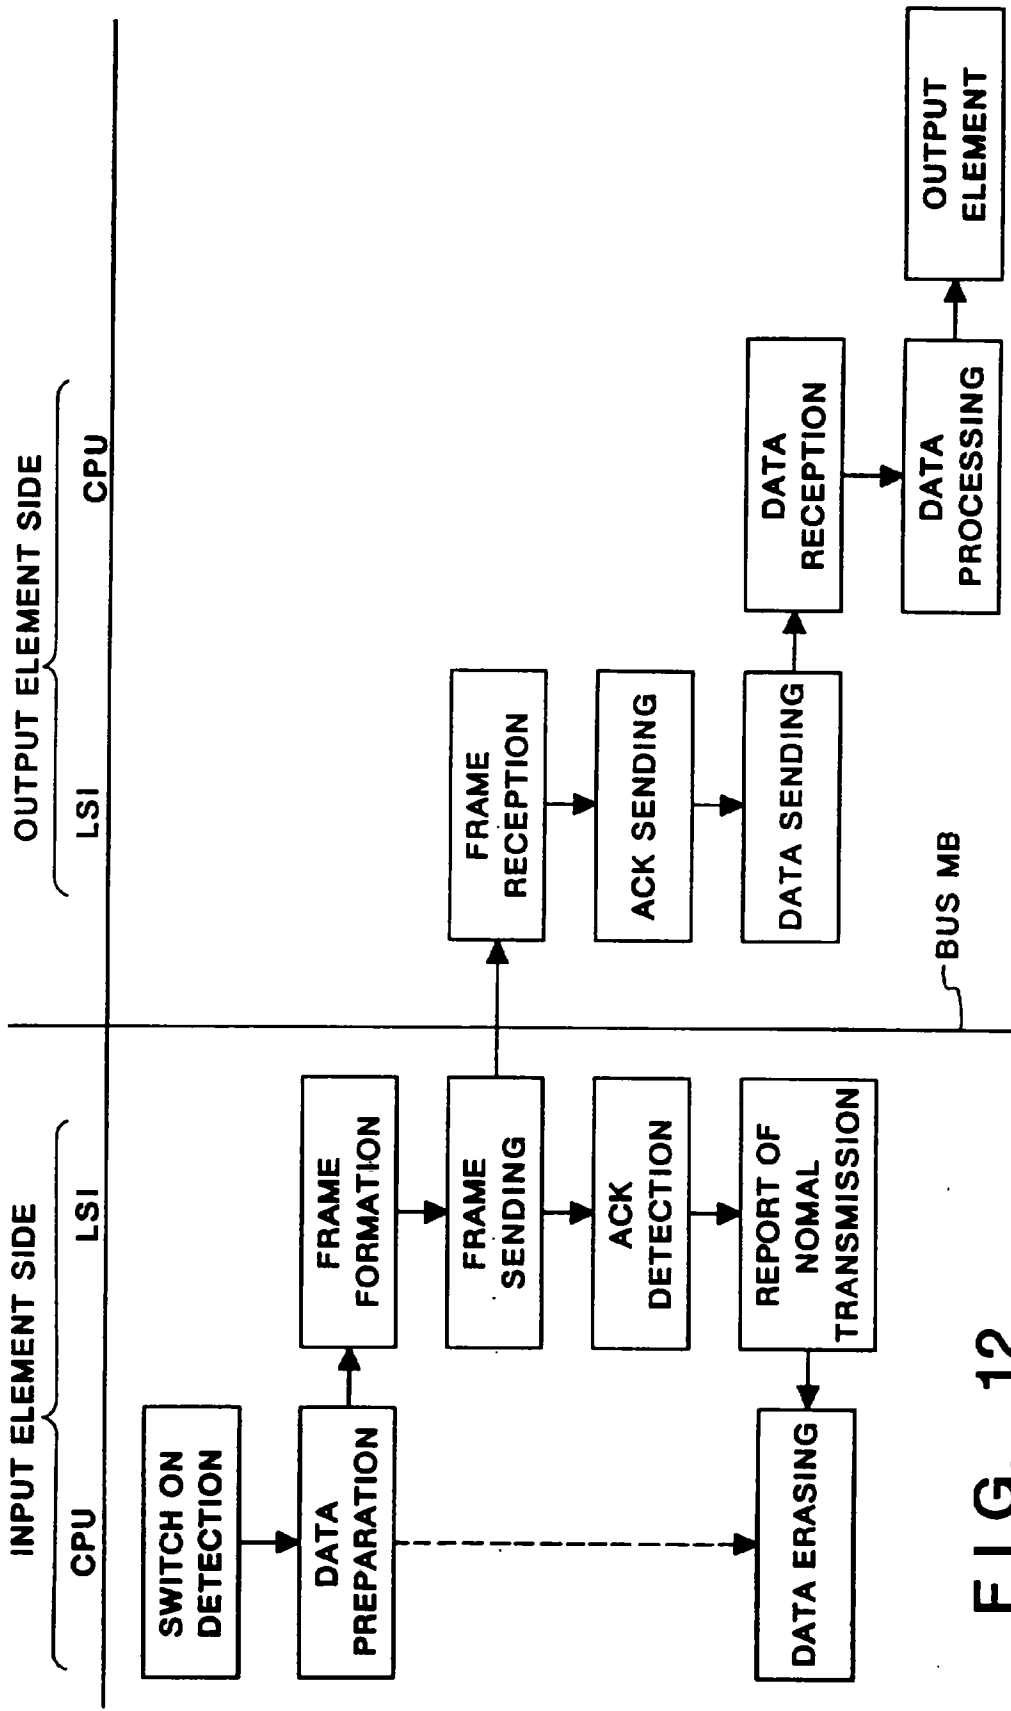 INPUT ELEMENT SIDE
OUTPUT ELEMENT SIDE
CPU
LSI
LSI
CPU
SWITCH ON
DETECTION
DATA
PREPARATION
FRAME
FORMATION
FRAME
SENDING
FRAME
RECEPTION
ACK
DETECTION
ACK SENDING
REPORT OF
NOMAL
TRANSMISSION
DATA SENDING
DATA
RECEPTION
DATA ERASING
DATA
PROCESSING
OUTPUT
ELEMENT
BUS MB
FIG. 12